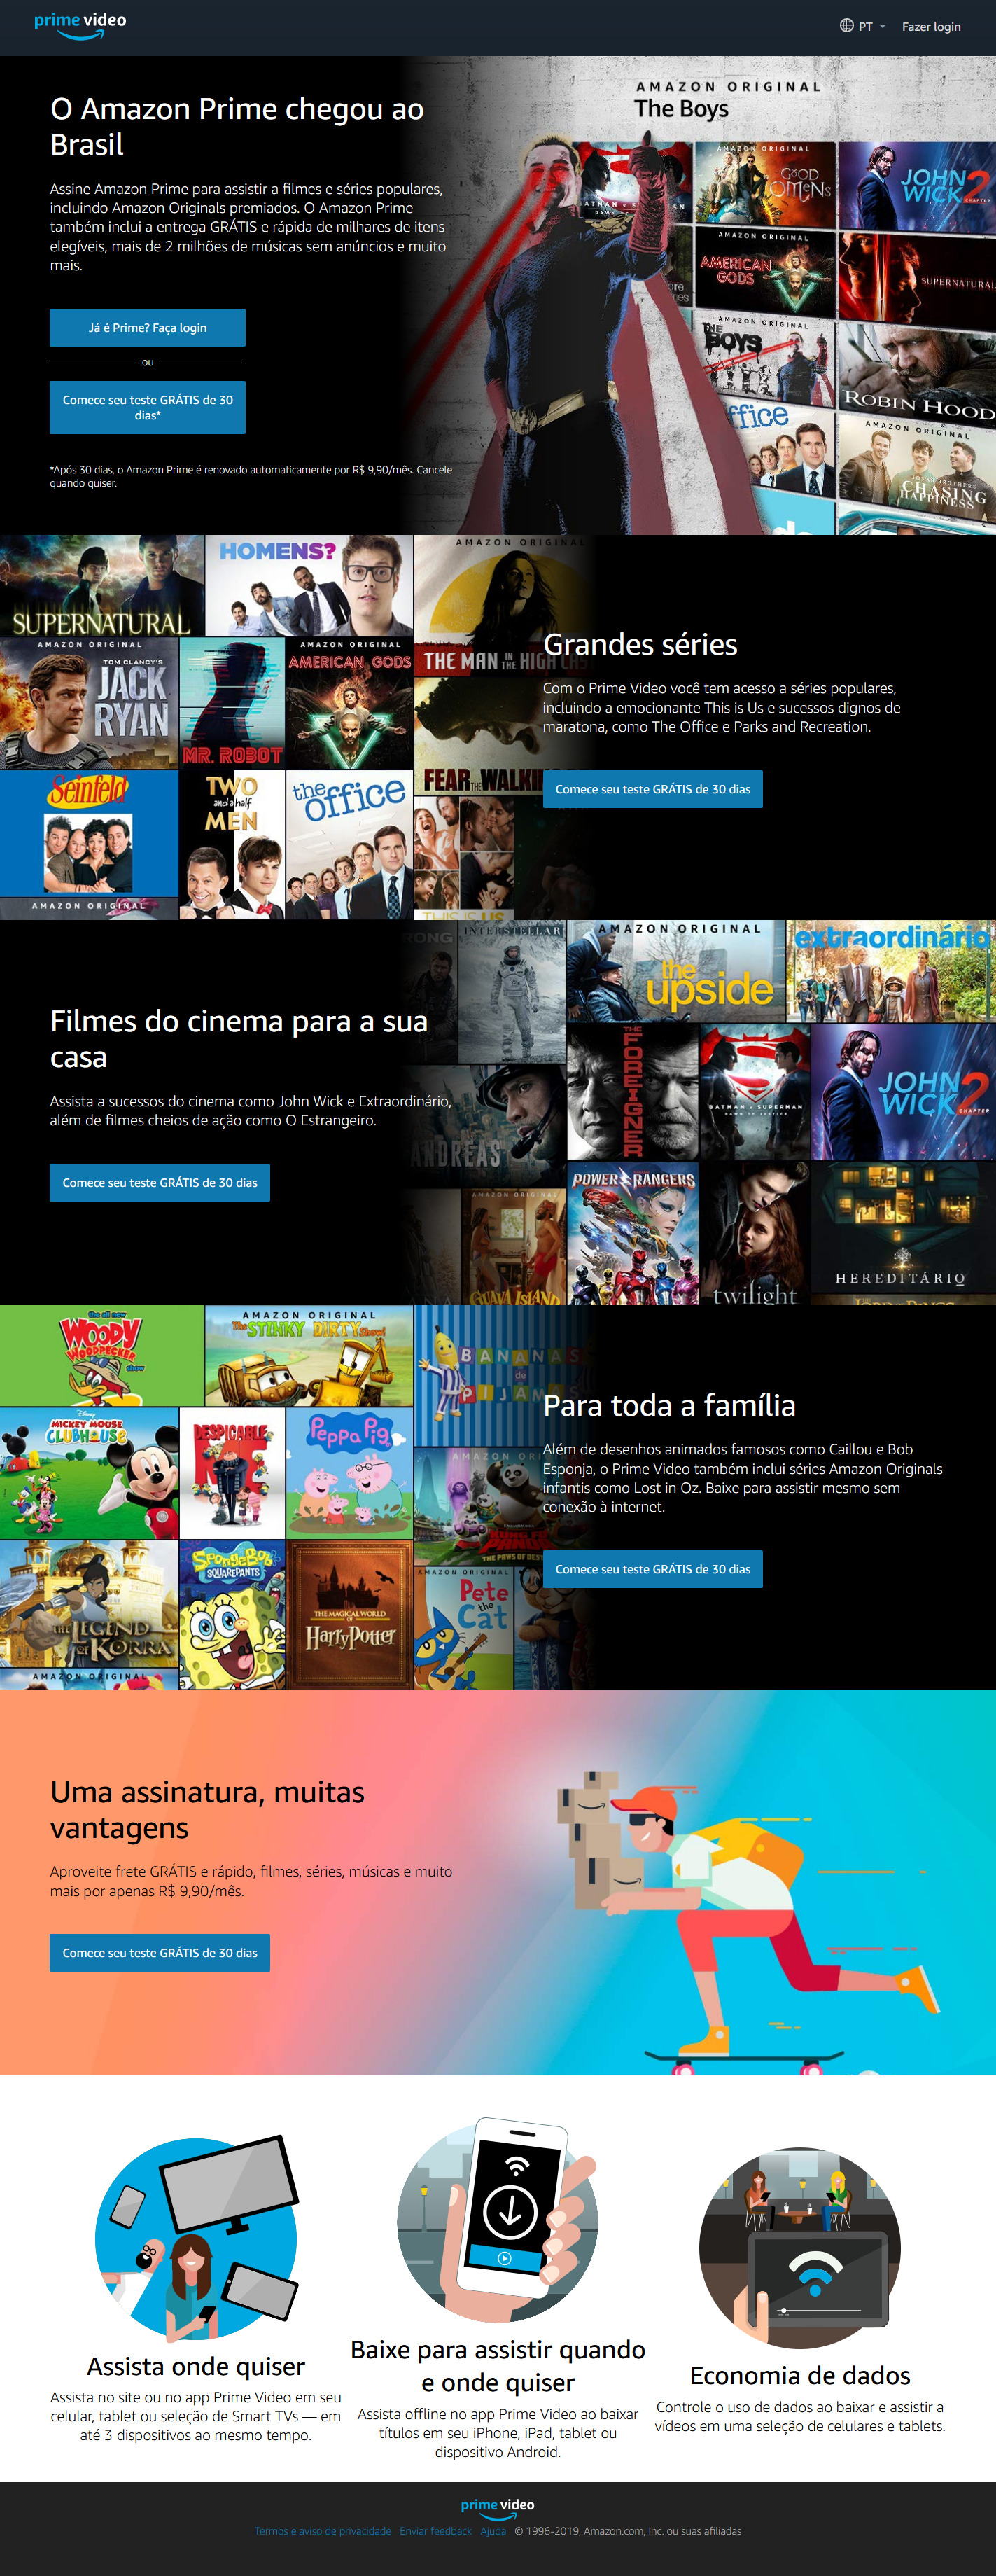 prime video
PT
Fazer login
O Amazon Prime chegou ao
Brasil
Assine Amazon Prime para assistir a filmes e séries populares,
incluindo Amazon Originals premiados. O Amazon Prime
também inclui a entrega GRÁTIS e rápida de milhares de itens
elegíveis, mais de 2 milhões de músicas sem anúncios e muito
mais.
Já é Prime? Faça login
ou
Comece seu teste GRÁTIS de 30
dias*
*Após 30 dias, o Amazon Prime é renovado automaticamente por R$ 9,90/mês. Cancele
quando quiser.
AMAZON ORIGINAL
The Boys
AMAZON ORIGINAL
GOOD
OMENS
JOHN
WICK 2
CHAPTER
AMAZON ORIGINAL
AMERICAN
GODS
SUPERNATURAL
AMAZON ORIGINAL
THE
BOYS
ROBIN HOOD
ffice
AMAZON ORIGINAL
BROTHERS
CHASING
HAPPINESS
SUPERNATURAL
HOMENS?
AMAZON ORIGINAL
THE MAN IN THE HIGH CAS
AMAZON ORIGINAL
TOM CLANCY'S
JACK
RYAN
MR. ROBOT
AMAZON ORIGINAL
AMERICAN GODS
FEAR THE WALKIN
Seinfeld
TWO
and a half
MEN
the office
THIS IS US
AMAZON ORIGINAL
Grandes séries
Com o Prime Video você tem acesso a séries populares,
incluindo a emocionante This is Us e sucessos dignos de
maratona, como The Office e Parks and Recreation.
Comece seu teste GRÁTIS de 30 dias
Filmes do cinema para a sua
casa
Assista a sucessos do cinema como John Wick e Extraordinário,
além de filmes cheios de ação como O Estrangeiro.
Comece seu teste GRÁTIS de 30 dias
RONG
INTERSTELLAR
AMAZON ORIGINAL
the
upside
extraordinário
ANDREAS
THE
FOREIGNER
BATMAN v SUPERMAN
DAWN OF JUSTICE
JOHN
WICK 2
CHAPTER
AMAZON ORIGINAL
GUAVA ISLAND
POWER RANGERS
twilight
HEREDITÁRIO
the all new
WOODY
WOODPECKER
show
AMAZON ORIGINAL
The STINKY & DIRTY Show!
BANANAS
de
PIJAMAS
Disney
MICKEY MOUSE
CLUBHOUSE
DESPICABLE
ME
Peppa Pig
AMAZON ORI
KUNG FU
PANDA
THE PAWS OF DEST
THE LEGEND
OF KORRA
SpongeBob
SQUAREPANTS
THE MAGICAL WORLD
OF
Harry Potter
AMAZON ORIGINAL
Pete
the
Cat
AMAZON ORIGINAL
Para toda a família
Além de desenhos animados famosos como Caillou e Bob
Esponja, o Prime Video também inclui séries Amazon Originals
infantis como Lost in Oz. Baixe para assistir mesmo sem
conexão à internet.
Comece seu teste GRÁTIS de 30 dias
Uma assinatura, muitas
vantagens
Aproveite frete GRÁTIS e rápido, filmes, séries, músicas e muito
mais por apenas R$ 9,90/mês.
Comece seu teste GRÁTIS de 30 dias
Assista onde quiser
Assista no site ou no app Prime Video em seu
celular, tablet ou seleção de Smart TVs — em
até 3 dispositivos ao mesmo tempo.
Baixe para assistir quando
e onde quiser
Assista offline no app Prime Video ao baixar
títulos em seu iPhone, iPad, tablet ou
dispositivo Android.
Economia de dados
Controle o uso de dados ao baixar e assistir a
vídeos em uma seleção de celulares e tablets.
prime video
Termos e aviso de privacidade Enviar feedback Ajuda © 1996-2019, Amazon.com, Inc. ou suas afiliadas